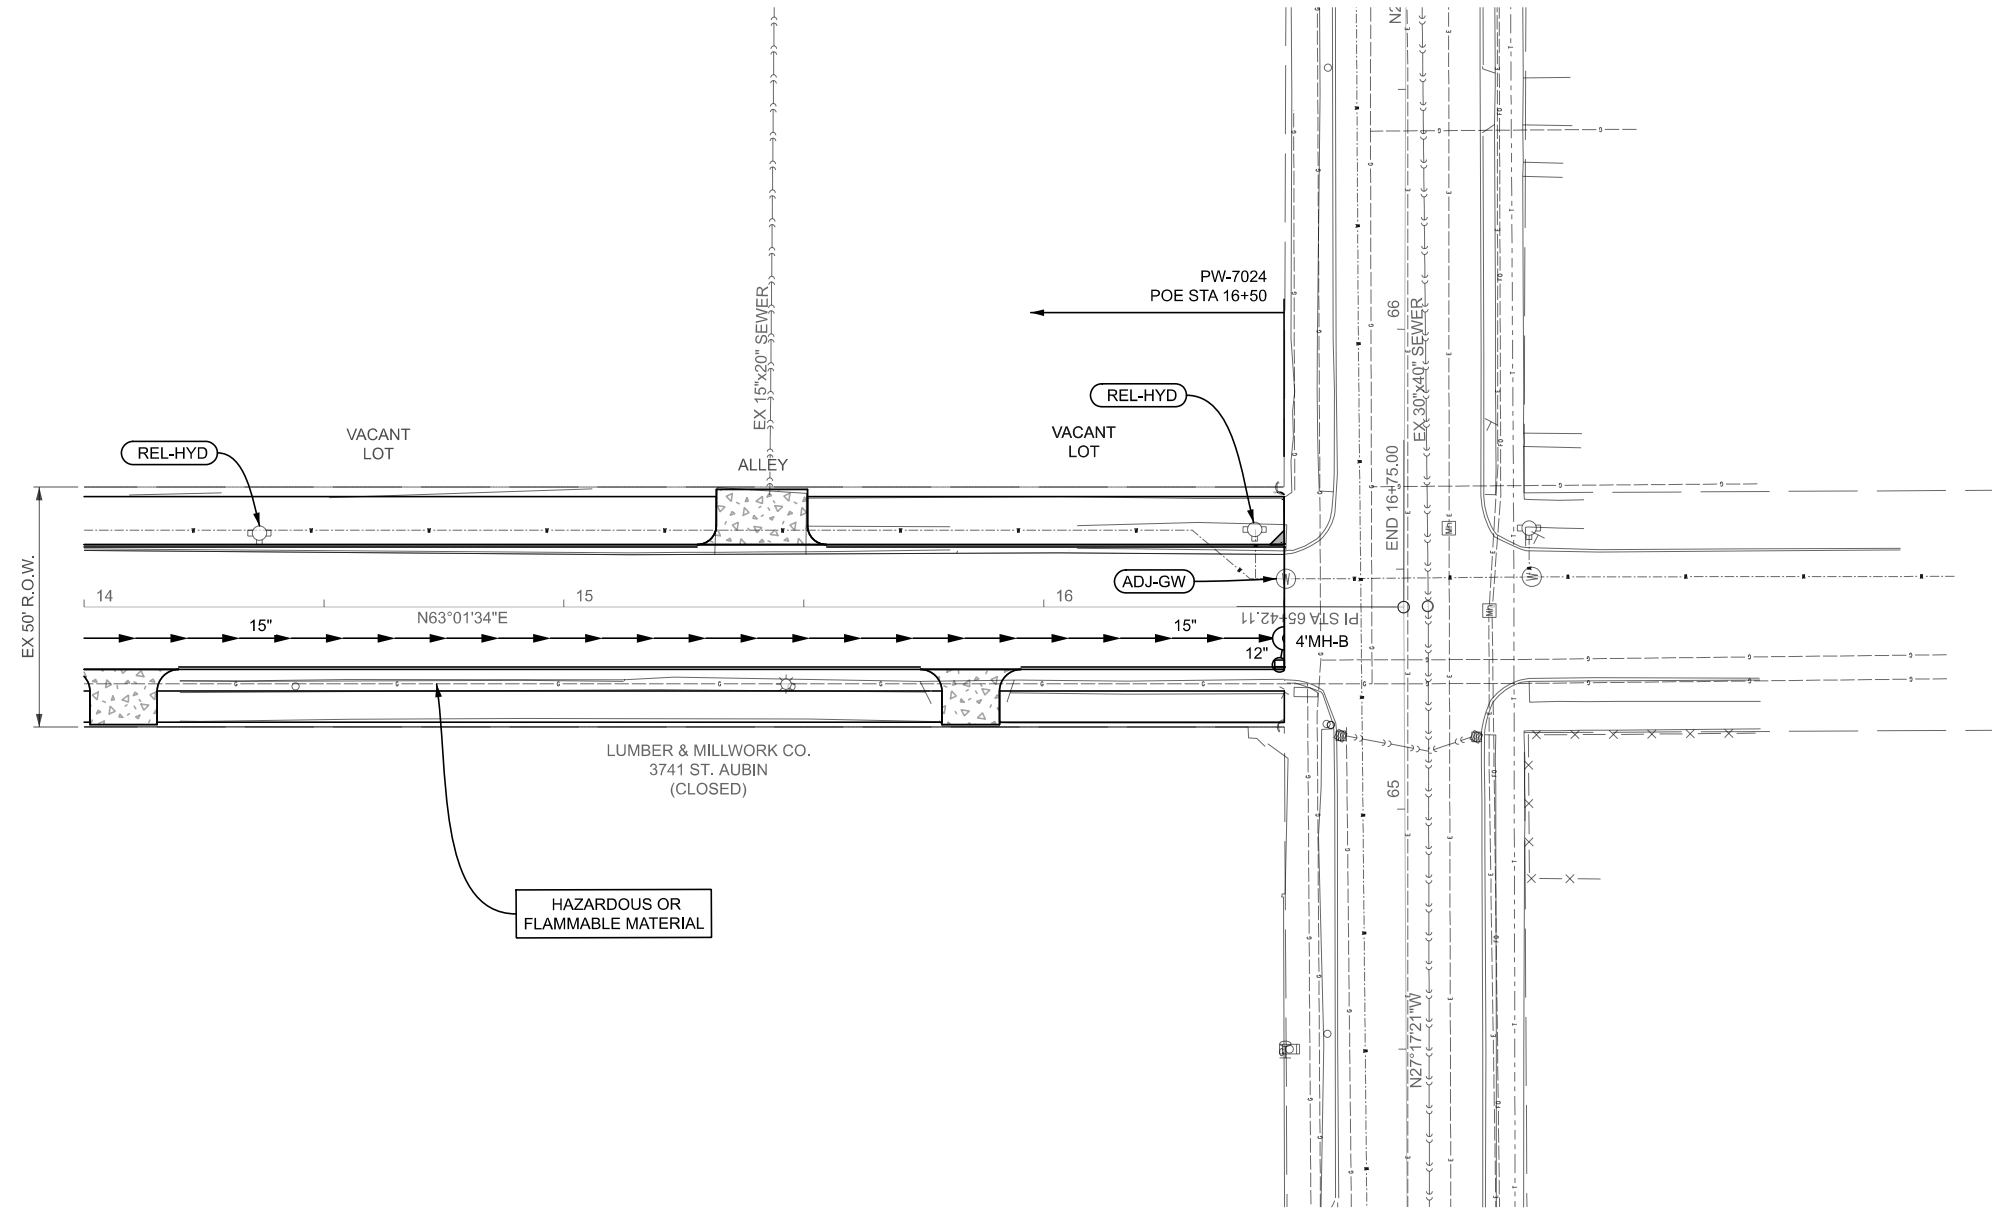 N2
PW-7024
POE STA 16+50
66
EX 15"x20" SEWER
EX 30"x40" SEWER
REL-HYD
VACANT
LOT
REL-HYD
VACANT
LOT
ALLEY
END 16+75.00
Mh
EX 50' R.O.W.
ADJ-GW
W
W
14
15
16
N63°01'34"E
PI STA 65+42.11
Mh
15"
15"
4'MH-B
12"
LUMBER & MILLWORK CO.
3741 ST. AUBIN
(CLOSED)
65
HAZARDOUS OR
FLAMMABLE MATERIAL
N27°17'21"W